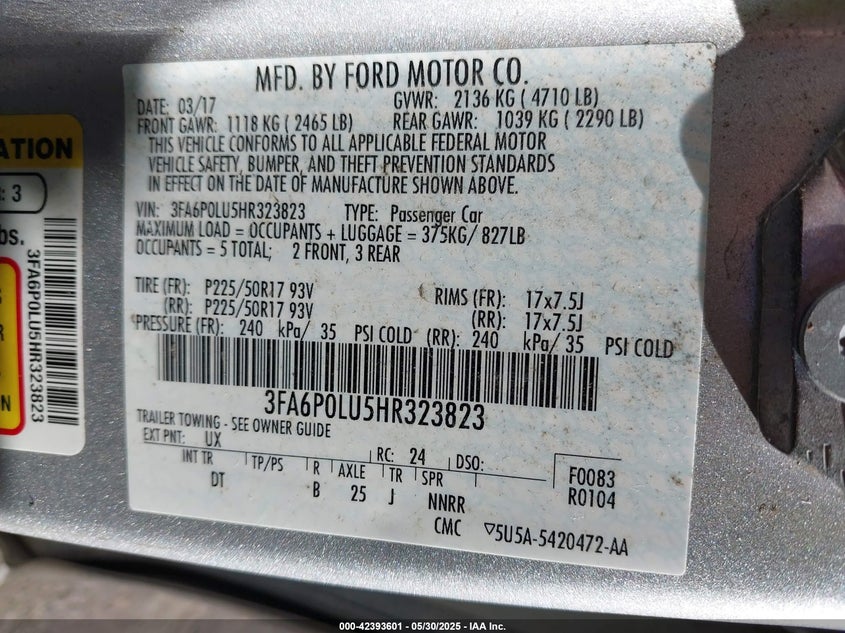 MFD. BY FORD MOTOR CO.
DATE: 03/17 GVWR: 2136 KG ( 4710 LB)
FRONT GAWR: 1118 KG ( 2465 LB) REAR GAWR: 1039 KG ( 2290 LB)
THIS VEHICLE CONFORMS TO ALL APPLICABLE FEDERAL MOTOR
VEHICLE SAFETY, BUMPER, AND THEFT PREVENTION STANDARDS
IN EFFECT ON THE DATE OF MANUFACTURE SHOWN ABOVE.
VIN: 3FA6P0LU5HR323823 TYPE: Passenger Car
MAXIMUM LOAD = OCCUPANTS + LUGGAGE = 375KG/ 827LB
OCCUPANTS = 5 TOTAL; 2 FRONT, 3 REAR
TIRE (FR): P225/50R17 93V RIMS (FR): 17x7.5J
(RR): P225/50R17 93V (RR): 17x7.5J
PRESSURE (FR): 240 kPa/ 35 PSI COLD (RR): 240 kPa/ 35 PSI COLD
3FA6P0LU5HR323823
TRAILER TOWING - SEE OWNER GUIDE
EXT PNT: UX RC: 24 DSO:
INT TR TP/PS R AXLE TR SPR F0083
DT B 25 J NNRR R0104
CMC ▽5U5A-5420472-AA
ATION
: 3
bs.
3FA6P0LU5HR323823
S
R
N
000-42393601 - 05/30/2025 - IAA Inc.